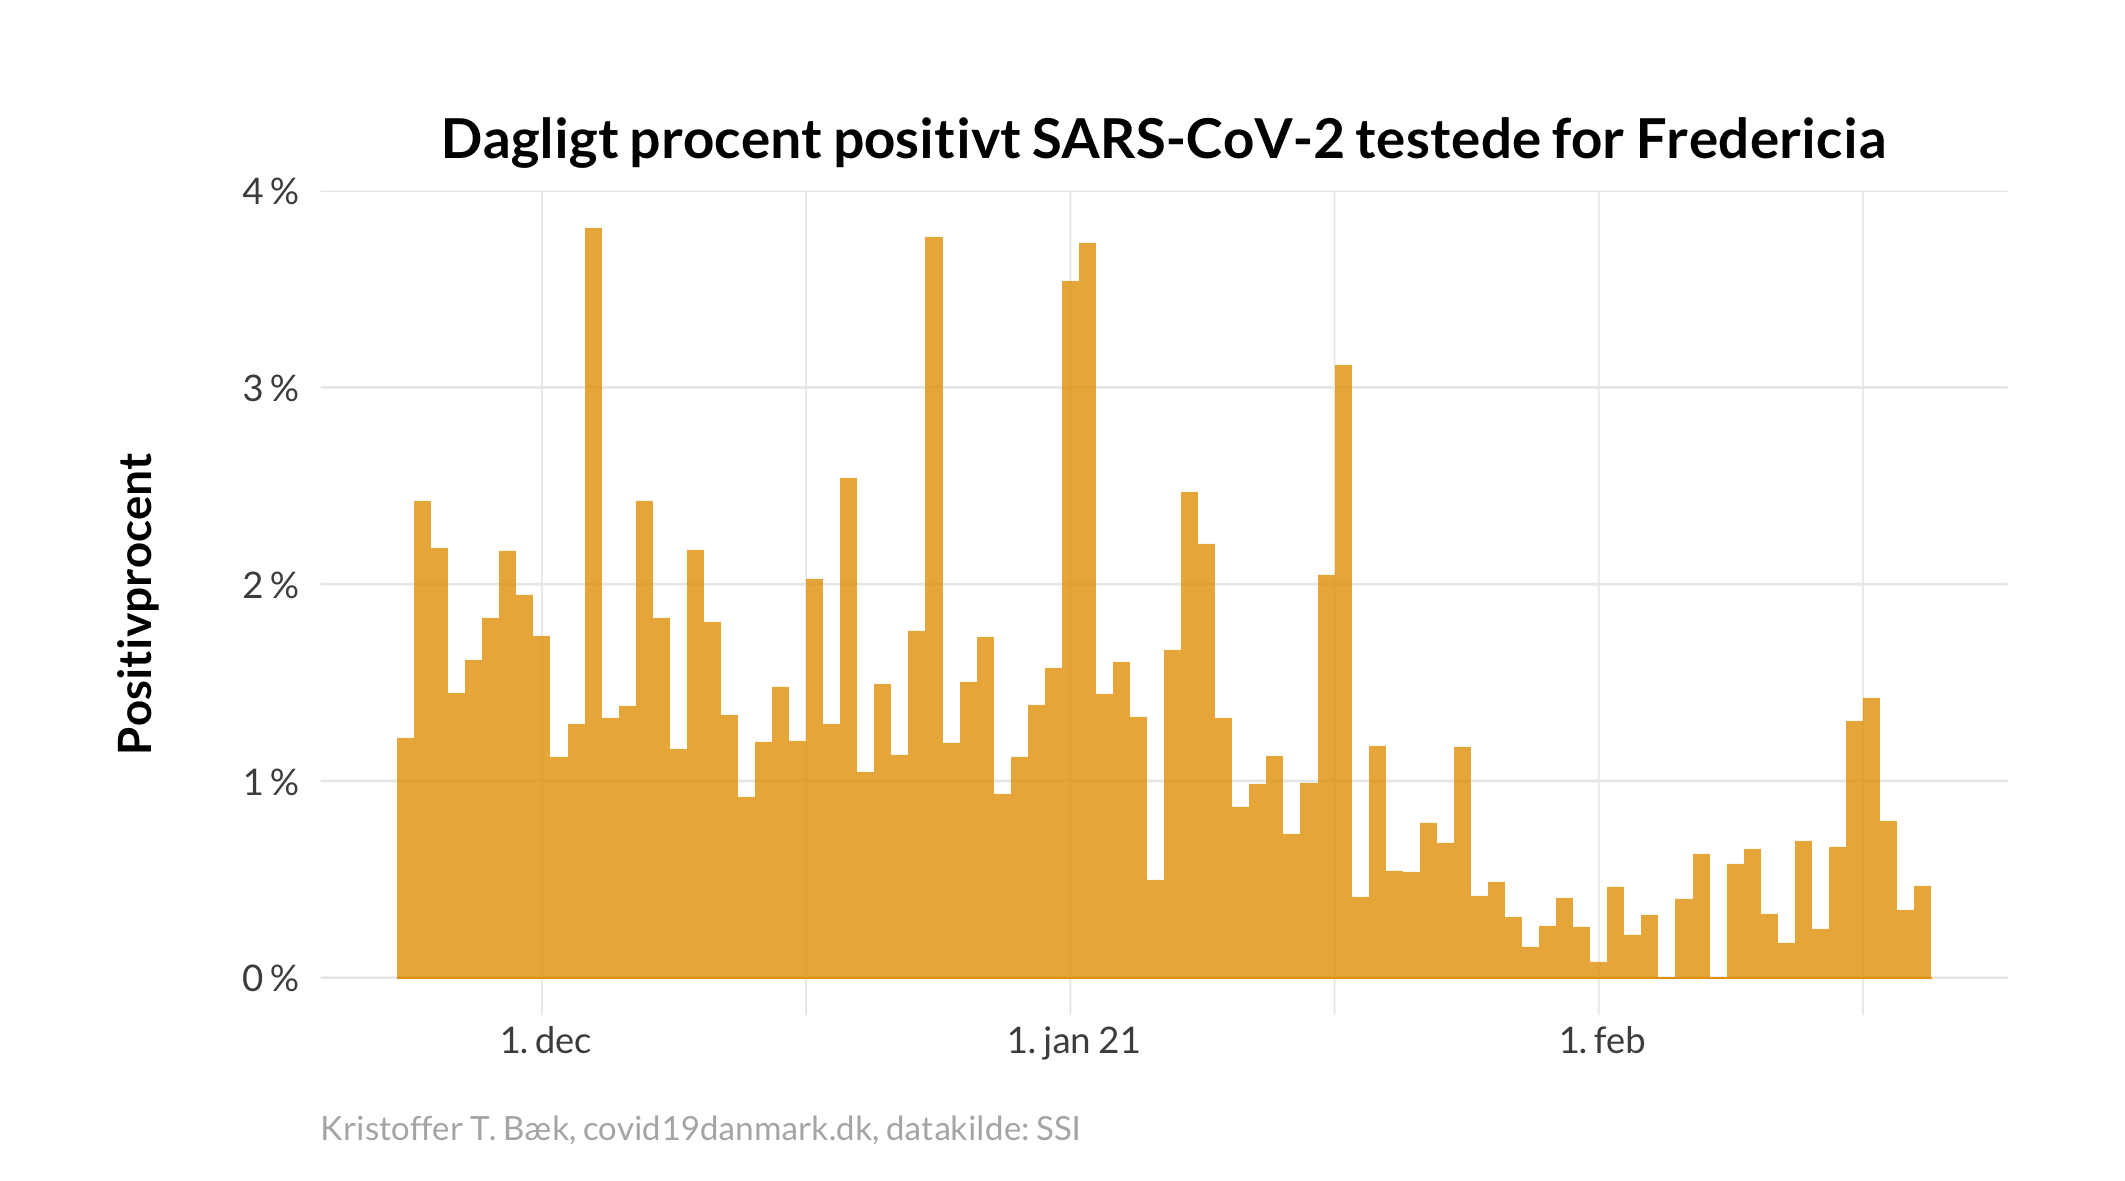 Dagligt procent positivt SARS-CoV-2 testede for Fredericia
4 %
3 %
2 %
1 %
0 %
Positivprocent
1. dec
1. jan 21
1. feb
Kristoffer T. Bæk, covid19danmark.dk, datakilde: SSI